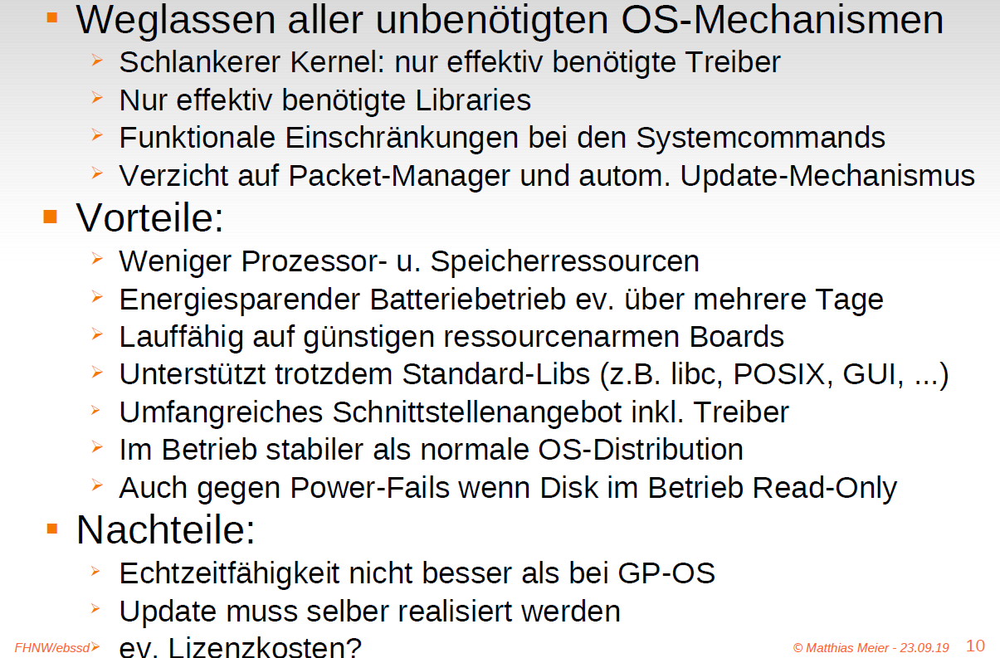 Weglassen aller unbenötigten OS-Mechanismen
Schlankerer Kernel: nur effektiv benötigte Treiber
Nur effektiv benötigte Libraries
Funktionale Einschränkungen bei den Systemcommands
Verzicht auf Packet-Manager und autom. Update-Mechanismus
Vorteile:
Weniger Prozessor- u. Speicherressourcen
Energiesparender Batteriebetrieb ev. über mehrere Tage
Lauffähig auf günstigen ressourcenarmen Boards
Unterstützt trotzdem Standard-Libs (z.B. libc, POSIX, GUI, ...)
Umfangreiches Schnittstellenangebot inkl. Treiber
Im Betrieb stabiler als normale OS-Distribution
Auch gegen Power-Fails wenn Disk im Betrieb Read-Only
Nachteile:
Echtzeitfähigkeit nicht besser als bei GP-OS
Update muss selber realisiert werden
ev. Lizenzkosten?
FHNW/ebssd
© Matthias Meier - 23.09.19 10